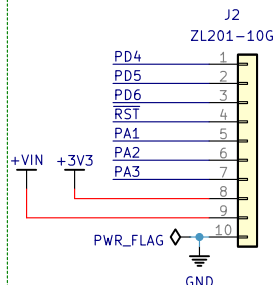 J2
ZL201-10G
PD4 1
PD5 2
PD6 3
RST 4
PA1 5
PA2 6
PA3 7
+VIN +3V3
8
9
PWR_FLAG 10
GND